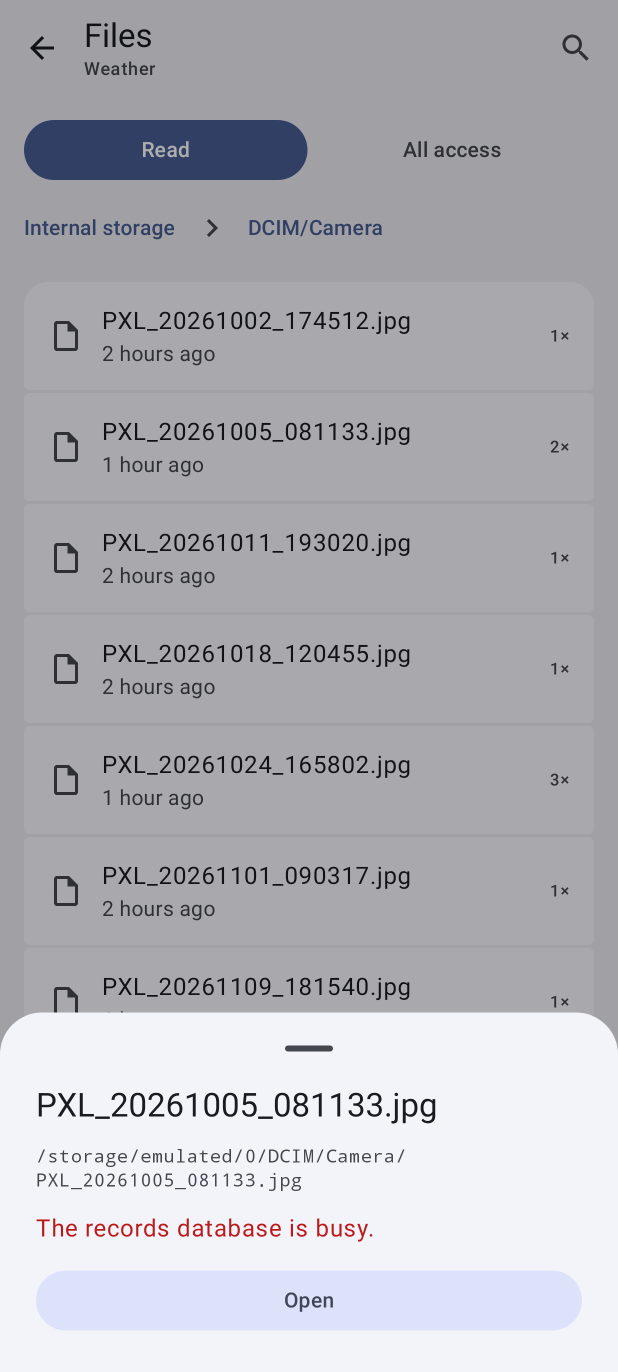 Files
Weather
Read
All access
Internal storage
DCIM/Camera
PXL_20261002_174512.jpg
2 hours ago
1×
PXL_20261005_081133.jpg
1 hour ago
2×
PXL_20261011_193020.jpg
2 hours ago
1×
PXL_20261018_120455.jpg
2 hours ago
1×
PXL_20261024_165802.jpg
1 hour ago
3×
PXL_20261101_090317.jpg
2 hours ago
1×
PXL_20261109_181540.jpg
1×
PXL_20261005_081133.jpg
/storage/emulated/0/DCIM/Camera/
PXL_20261005_081133.jpg
The records database is busy.
Open